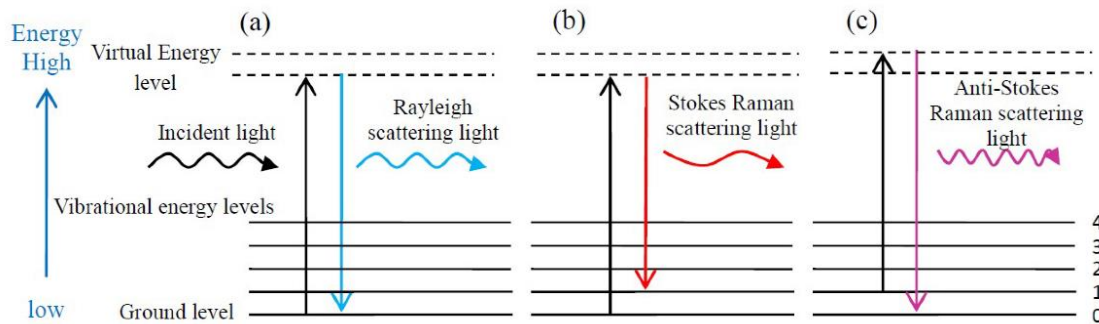 Energy
High
low
Virtual Energy
level
Incident light
Vibrational energy levels
Ground level
(a)
Rayleigh
scattering light
(b)
Stokes Raman
scattering light
(c)
Anti-Stokes
Raman scattering
light
4
3
2
1
0